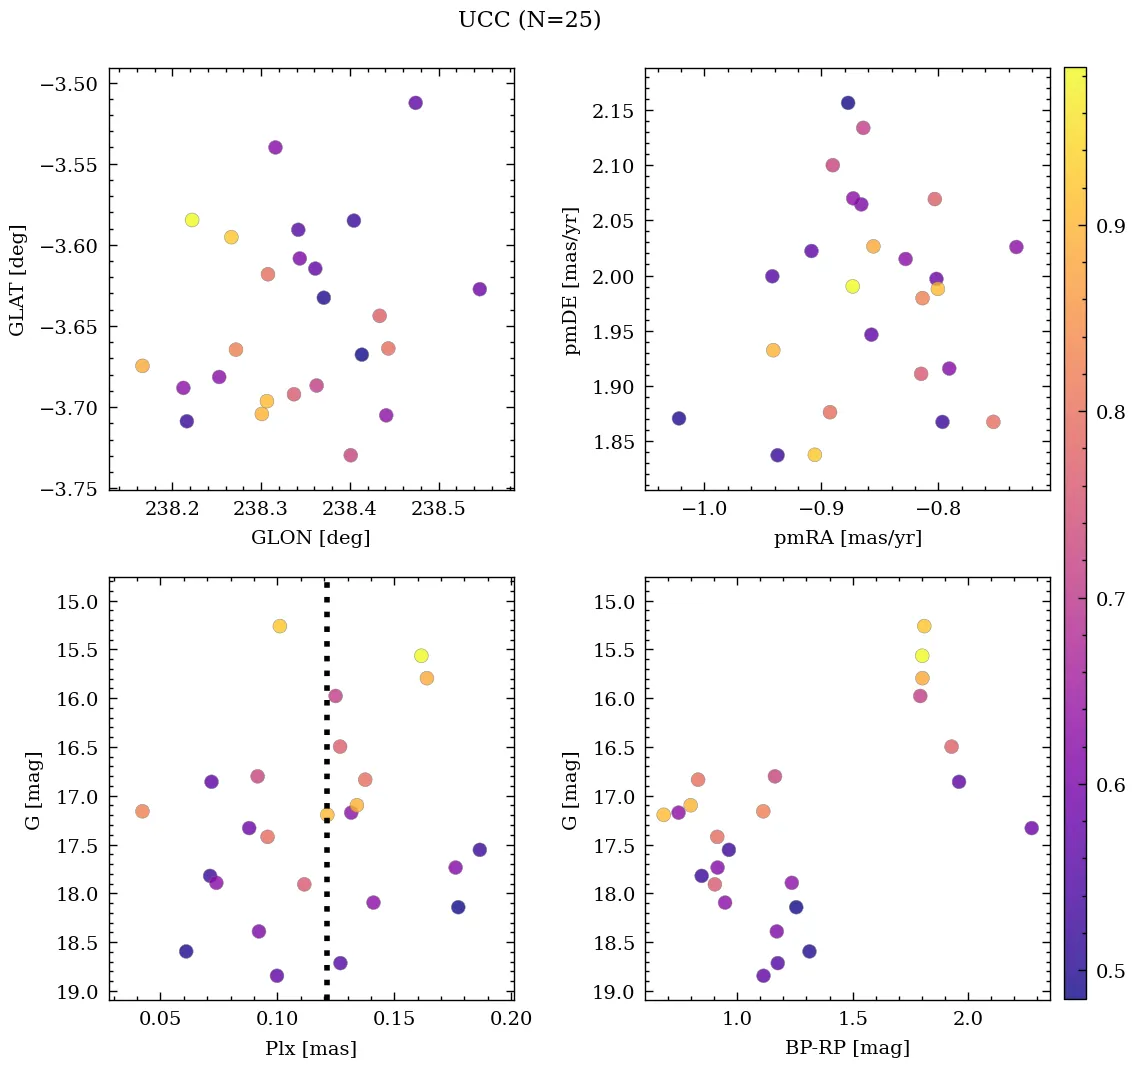 UCC (N=25)
−3.50
−3.55
−3.60
−3.65
−3.70
−3.75
GLAT [deg]
238.2 238.3 238.4 238.5
GLON [deg]
2.15
2.10
2.05
2.00
1.95
1.90
1.85
pmDE [mas/yr]
−1.0 −0.9 −0.8
pmRA [mas/yr]
15.0
15.5
16.0
16.5
17.0
17.5
18.0
18.5
19.0
G [mag]
0.05 0.10 0.15 0.20
Plx [mas]
15.0
15.5
16.0
16.5
17.0
17.5
18.0
18.5
19.0
G [mag]
1.0 1.5 2.0
BP-RP [mag]
0.9
0.8
0.7
0.6
0.5